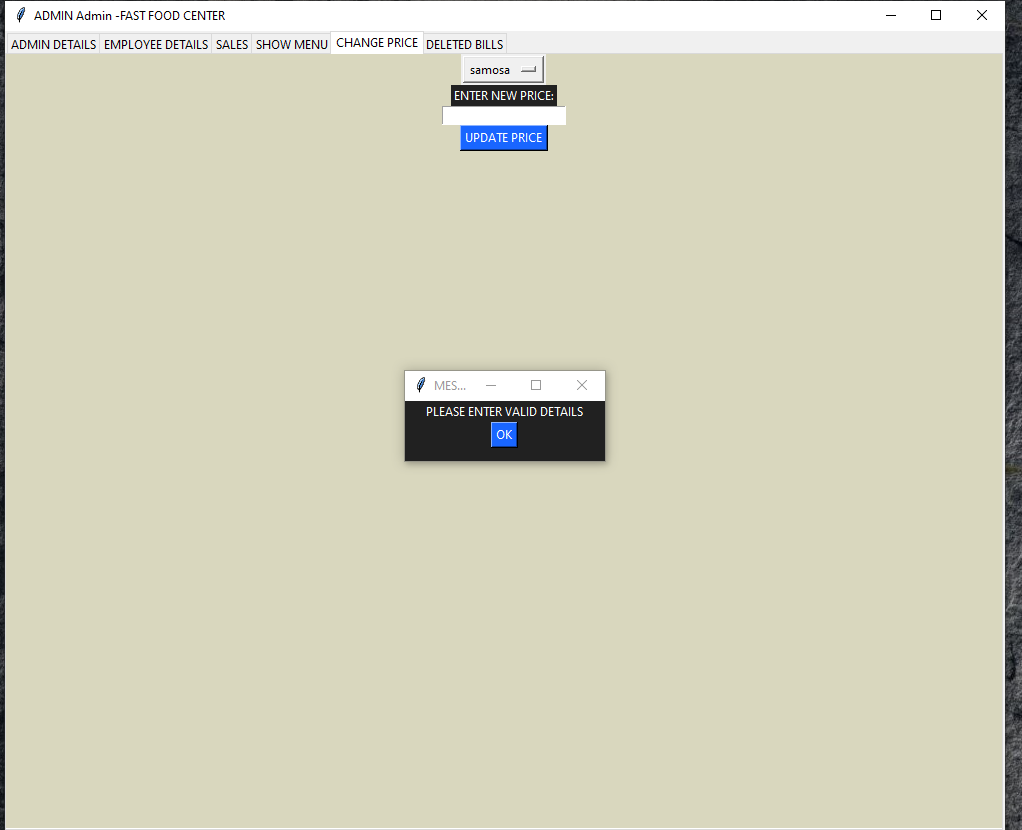 ADMIN Admin -FAST FOOD CENTER
ADMIN DETAILS EMPLOYEE DETAILS SALES SHOW MENU CHANGE PRICE DELETED BILLS
samosa
ENTER NEW PRICE:
UPDATE PRICE
MES...
PLEASE ENTER VALID DETAILS
OK